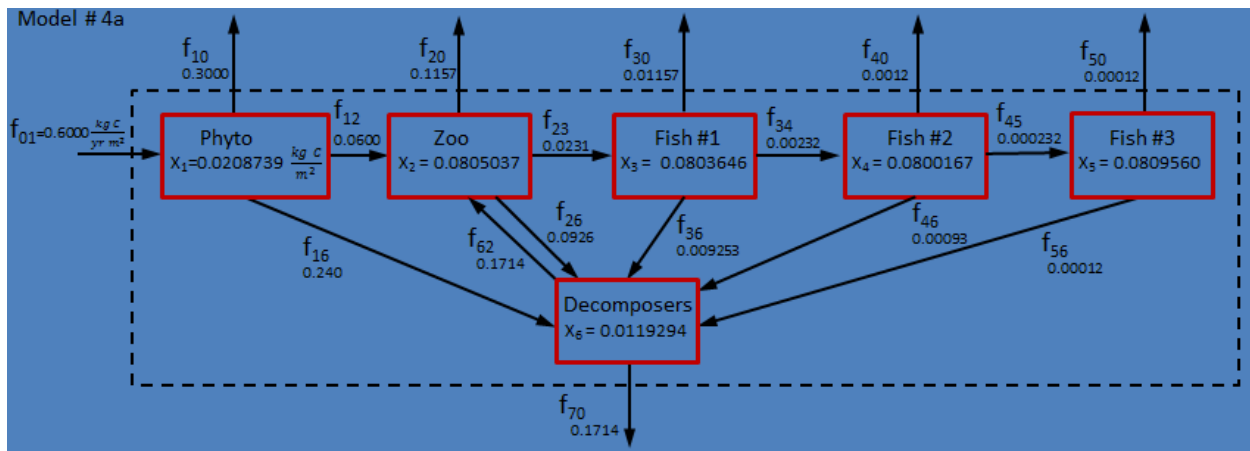 Model # 4a
f10
0.3000
f20
0.1157
f30
0.01157
f40
0.0012
f50
0.00012
f01=0.6000 kg C / yr m²
Phyto
X1=0.0208739 kg C / m²
f12
0.0600
Zoo
X2 = 0.0805037
f23
0.0231
Fish #1
X3 = 0.0803646
f34
0.00232
Fish #2
X4 = 0.0800167
f45
0.000232
Fish #3
X5 = 0.0809560
f16
0.240
f62
0.1714
f26
0.0926
f36
0.009253
f46
0.00093
f56
0.00012
Decomposers
X6 = 0.0119294
f70
0.1714